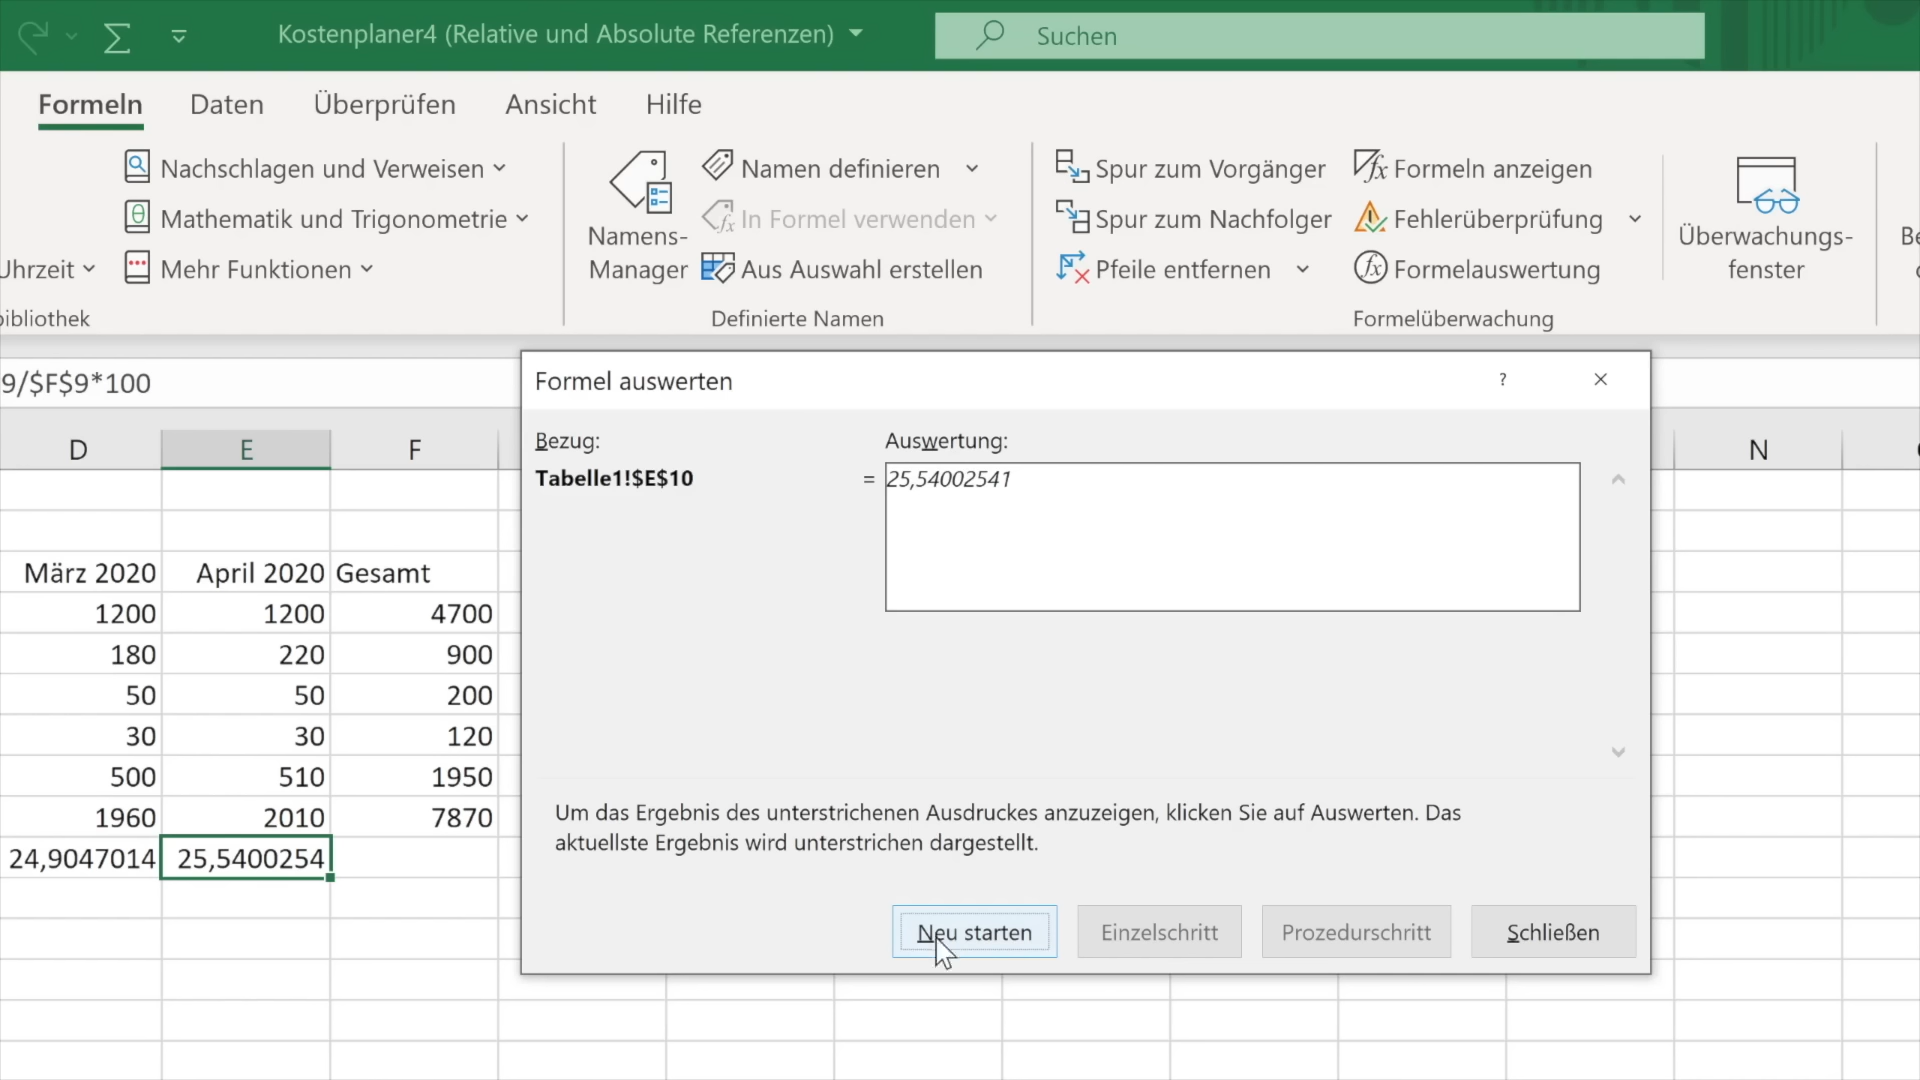 Kostenplaner4 (Relative und Absolute Referenzen)
Suchen
Formeln Daten Überprüfen Ansicht Hilfe
Nachschlagen und Verweisen
Mathematik und Trigonometrie
Uhrzeit
Mehr Funktionen
bibliothek
Namens-
Manager
Namen definieren
In Formel verwenden
Aus Auswahl erstellen
Definierte Namen
Spur zum Vorgänger
Spur zum Nachfolger
Pfeile entfernen
Formeln anzeigen
Fehlerüberprüfung
Formelauswertung
Formelüberwachung
Überwachungs-
fenster
9/$F$9*100
D E F N
März 2020 April 2020 Gesamt
1200 1200 4700
180 220 900
50 50 200
30 30 120
500 510 1950
1960 2010 7870
24,9047014 25,5400254
Formel auswerten
?
Bezug: Auswertung:
Tabelle1!$E$10 = 25,54002541
Um das Ergebnis des unterstrichenen Ausdruckes anzuzeigen, klicken Sie auf Auswerten. Das
aktuellste Ergebnis wird unterstrichen dargestellt.
Neu starten Einzelschritt Prozedurschritt Schließen